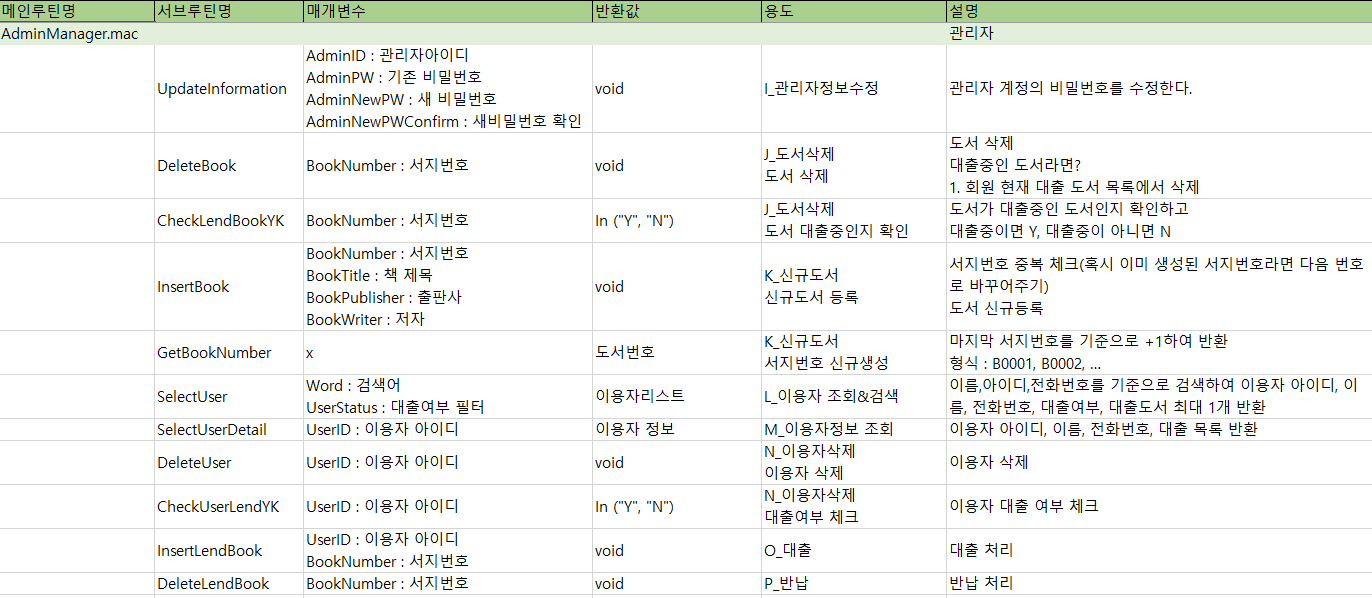 메인루틴명 서브루틴명 매개변수 반환값 용도 설명
AdminManager.mac 관리자
UpdateInformation
AdminID : 관리자아이디
AdminPW : 기존 비밀번호
AdminNewPW : 새 비밀번호
AdminNewPWConfirm : 새비밀번호 확인
void
I_관리자정보수정
관리자 계정의 비밀번호를 수정한다.
DeleteBook
BookNumber : 서지번호
void
J_도서삭제
도서 삭제
도서 삭제
대출중인 도서라면?
1. 회원 현재 대출 도서 목록에서 삭제
CheckLendBookYK
BookNumber : 서지번호
In ("Y", "N")
J_도서삭제
도서 대출중인지 확인
도서가 대출중인 도서인지 확인하고
대출중이면 Y, 대출중이 아니면 N
InsertBook
BookNumber : 서지번호
BookTitle : 책 제목
BookPublisher : 출판사
BookWriter : 저자
void
K_신규도서
신규도서 등록
서지번호 중복 체크(혹시 이미 생성된 서지번호라면 다음 번호
로 바꾸어주기)
도서 신규등록
GetBookNumber
x
도서번호
K_신규도서
서지번호 신규생성
마지막 서지번호를 기준으로 +1하여 반환
형식 : B0001, B0002, ...
SelectUser
Word : 검색어
UserStatus : 대출여부 필터
이용자리스트
L_이용자 조회&검색
이름,아이디,전화번호를 기준으로 검색하여 이용자 아이디, 이
름, 전화번호, 대출여부, 대출도서 최대 1개 반환
SelectUserDetail
UserID : 이용자 아이디
이용자 정보
M_이용자정보 조회
이용자 아이디, 이름, 전화번호, 대출 목록 반환
DeleteUser
UserID : 이용자 아이디
void
N_이용자삭제
이용자 삭제
이용자 삭제
CheckUserLendYK
UserID : 이용자 아이디
In ("Y", "N")
N_이용자삭제
대출여부 체크
이용자 대출 여부 체크
InsertLendBook
UserID : 이용자 아이디
BookNumber : 서지번호
void
O_대출
대출 처리
DeleteLendBook
BookNumber : 서지번호
void
P_반납
반납 처리